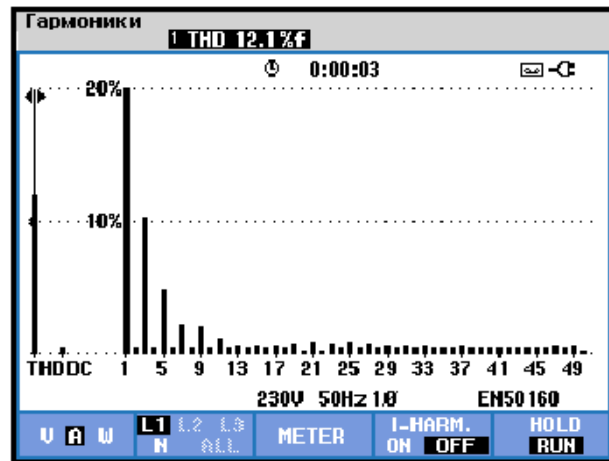 Гармоники
1 THD 12.1%f
0:00:03
20%
10%
THD DC 1 5 9 13 17 21 25 29 33 37 41 45 49
230V 50Hz 1Ø EN50160
V A W L1 L2 L3 N ALL METER I-HARM. ON OFF HOLD RUN